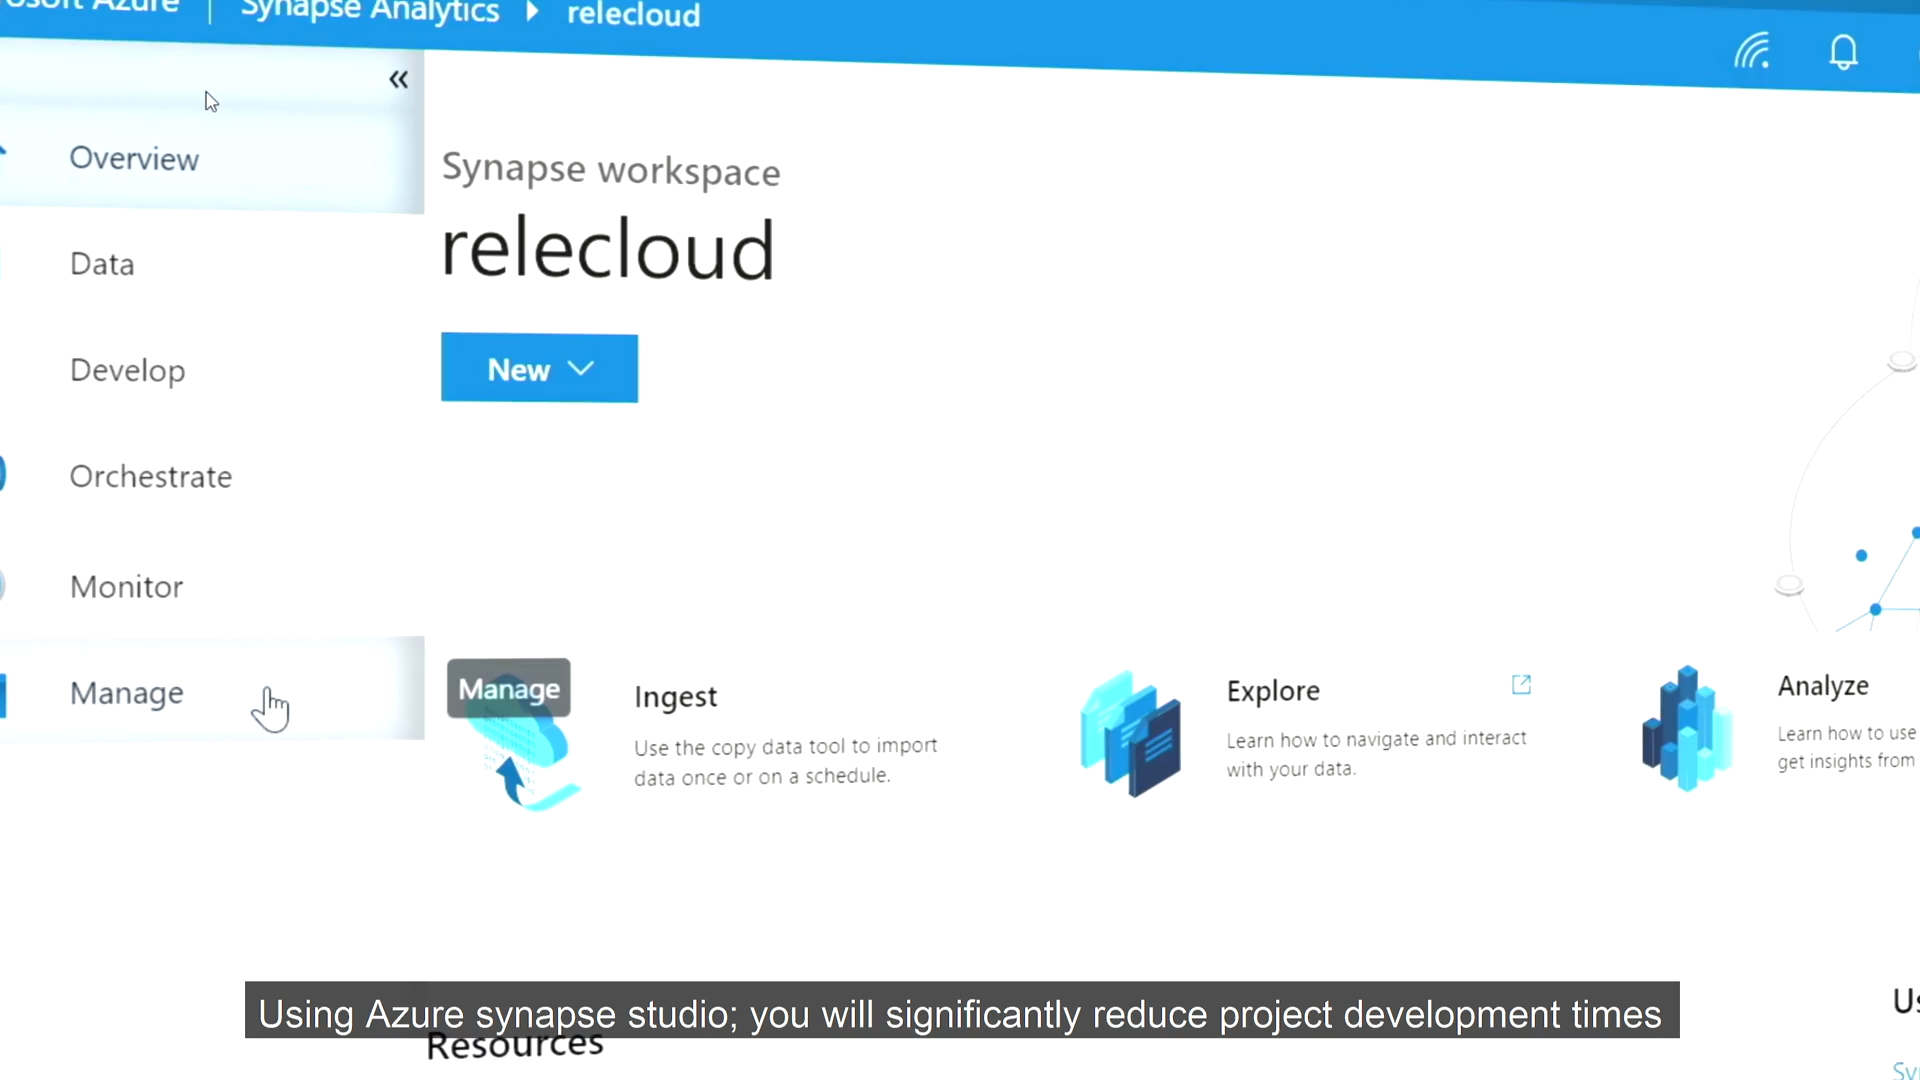 Azure | Synapse Analytics relecloud
«
Overview
Data
Develop
Orchestrate
Monitor
Manage
Synapse workspace
relecloud
New
Manage
Ingest
Use the copy data tool to import
data once or on a schedule.
Explore
Learn how to navigate and interact
with your data.
Analyze
Learn how to use
get insights from
Using Azure synapse studio; you will significantly reduce project development times
Resources